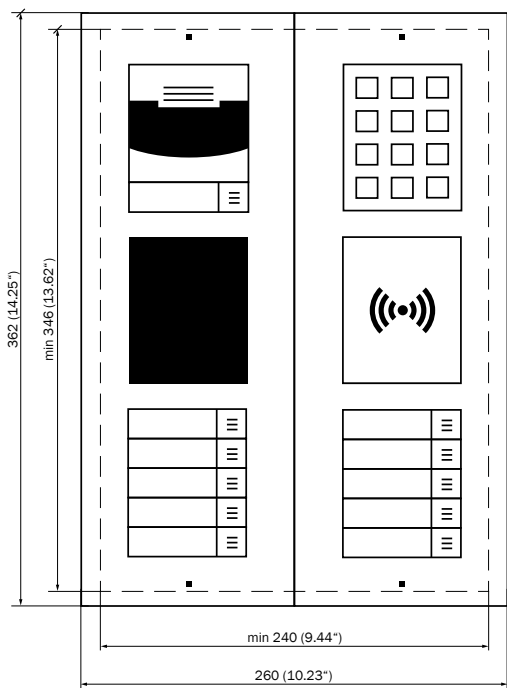 362 (14.25“)
min 346 (13.62“)
min 240 (9.44“)
260 (10.23“)